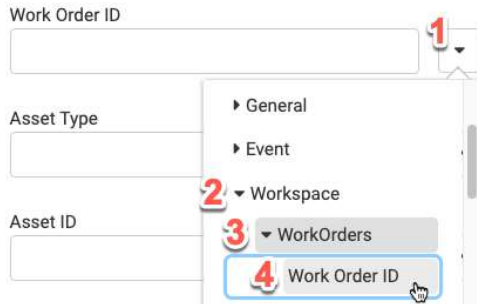 Work Order ID
1
General
Asset Type
Event
2 Workspace
Asset ID
3 WorkOrders
4 Work Order ID